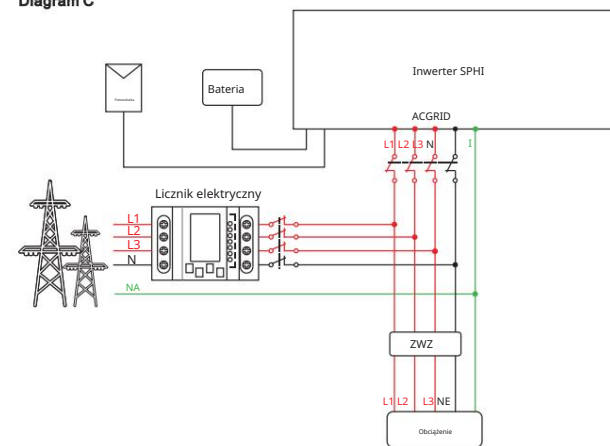 Diagram C
Inwerter SPHI
Fotowoltaika
Bateria
ACGRID
L1 L2 L3 N I
Licznik elektryczny
L1
L2
L3
N
NA
ZWZ
L1 L2 L3 NE
Obciążenie